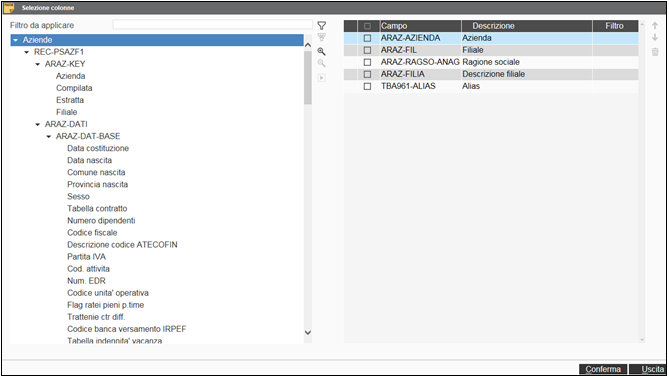 Selezione colonne
Filtro da applicare
Aziende
REC-PSAZF1
ARAZ-KEY
Azienda
Compilata
Estratta
Filiale
ARAZ-DATI
ARAZ-DAT-BASE
Data costituzione
Data nascita
Comune nascita
Provincia nascita
Sesso
Tabella contratto
Numero dipendenti
Codice fiscale
Descrizione codice ATECOFIN
Partita IVA
Cod. attivita
Num. EDR
Codice unita' operativa
Flag ratei pieni p.time
Trattenie ctr diff.
Codice banca versamento IRPEF
Tabella indennita' vacanza
Campo Descrizione Filtro
ARAZ-AZIENDA Azienda
ARAZ-FIL Filiale
ARAZ-RAGSO-ANAG Ragione sociale
ARAZ-FILIA Descrizione filiale
TBA961-ALIAS Alias
Conferma Uscita